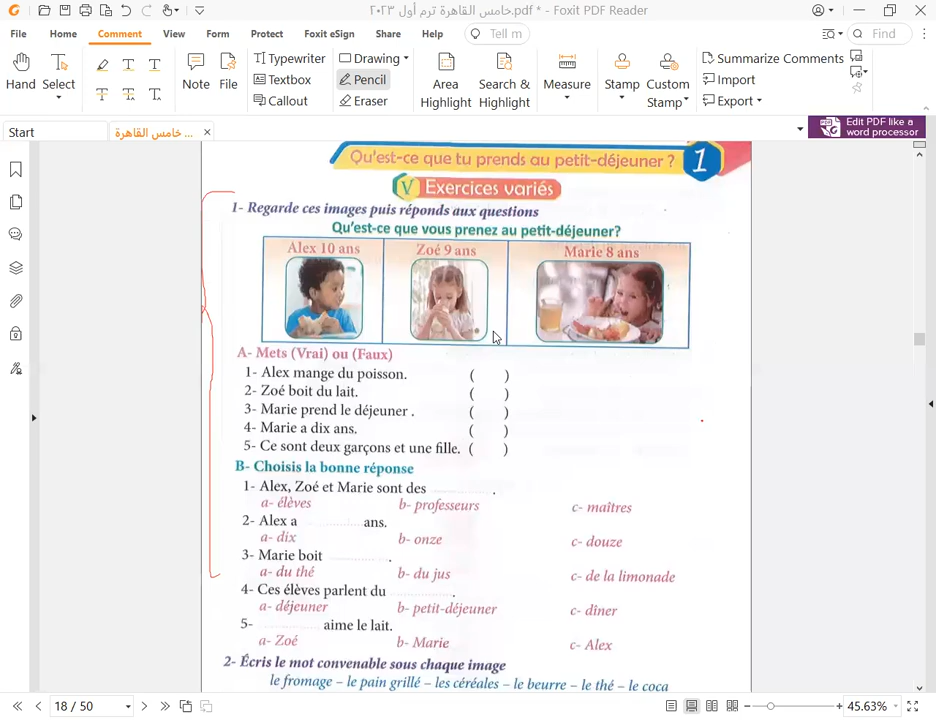 خامس القاهرة ترم أول ٢٠٢٣.pdf * - Foxit PDF Reader
File Home Comment View Form Protect Foxit eSign Share Help Tell m Find
Hand
Select
Note
File
Typewriter
Textbox
Callout
Drawing
Pencil
Eraser
Area Highlight
Search & Highlight
Measure
Stamp
Custom Stamp
Summarize Comments
Import
Export
Start
خامس القاهرة ...
Edit PDF like a
word processor
Qu'est-ce que tu prends au petit-déjeuner ? 1
V Exercices variés
1- Regarde ces images puis réponds aux questions
Qu'est-ce que vous prenez au petit-déjeuner?
Alex 10 ans Zoé 9 ans Marie 8 ans
A- Mets (Vrai) ou (Faux)
1- Alex mange du poisson. ( )
2- Zoé boit du lait. ( )
3- Marie prend le déjeuner . ( )
4- Marie a dix ans. ( )
5- Ce sont deux garçons et une fille. ( )
B- Choisis la bonne réponse
1- Alex, Zoé et Marie sont des ............ .
a- élèves b- professeurs c- maîtres
2- Alex a ............ ans.
a- dix b- onze c- douze
3- Marie boit ............ .
a- du thé b- du jus c- de la limonade
4- Ces élèves parlent du ............ .
a- déjeuner b- petit-déjeuner c- dîner
5- ............ aime le lait.
a- Zoé b- Marie c- Alex
2- Écris le mot convenable sous chaque image
le fromage – le pain grillé – les céréales – le beurre – le thé – le coca
18 / 50
45.63%